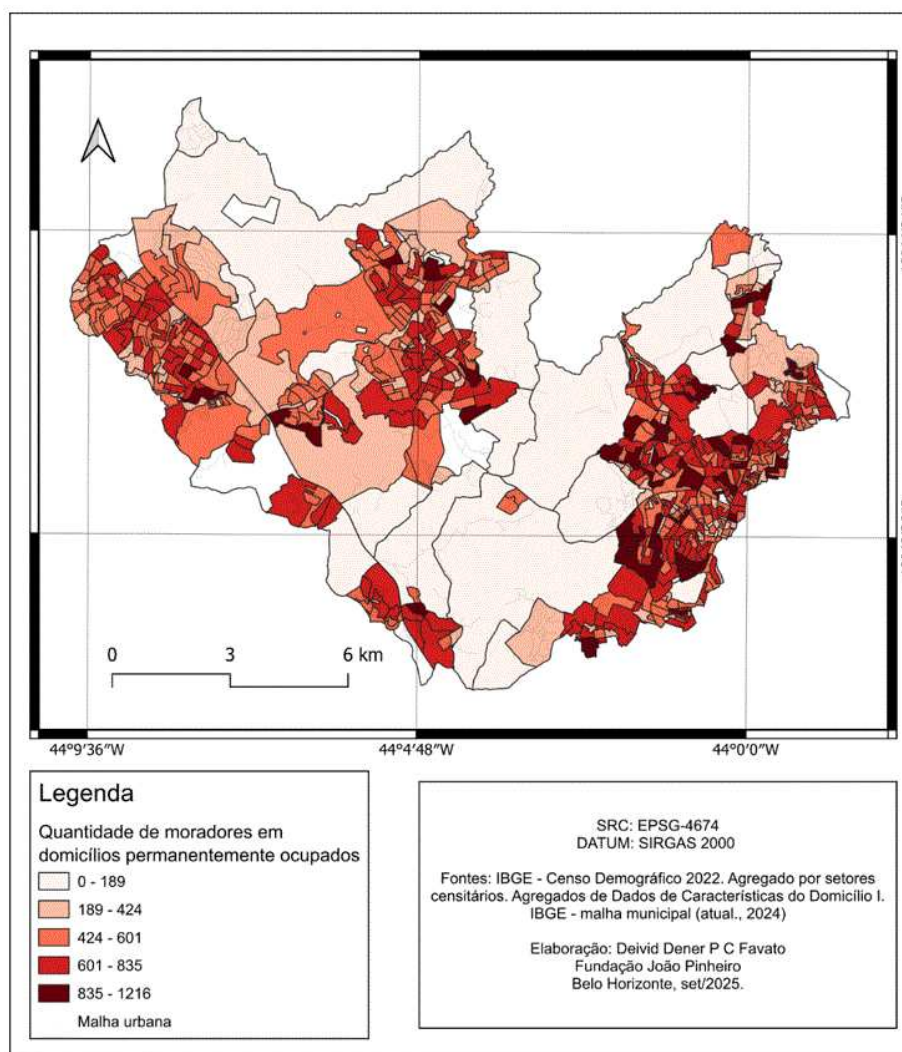 0 3 6 km
44°9'36"W 44°4'48"W 44°0'0"W
Legenda
Quantidade de moradores em
domicílios permanentemente ocupados
0 - 189
189 - 424
424 - 601
601 - 835
835 - 1216
Malha urbana
SRC: EPSG-4674
DATUM: SIRGAS 2000
Fontes: IBGE - Censo Demográfico 2022. Agregado por setores
censitários. Agregados de Dados de Características do Domicílio I.
IBGE - malha municipal (atual., 2024)
Elaboração: Deivid Dener P C Favato
Fundação João Pinheiro
Belo Horizonte, set/2025.